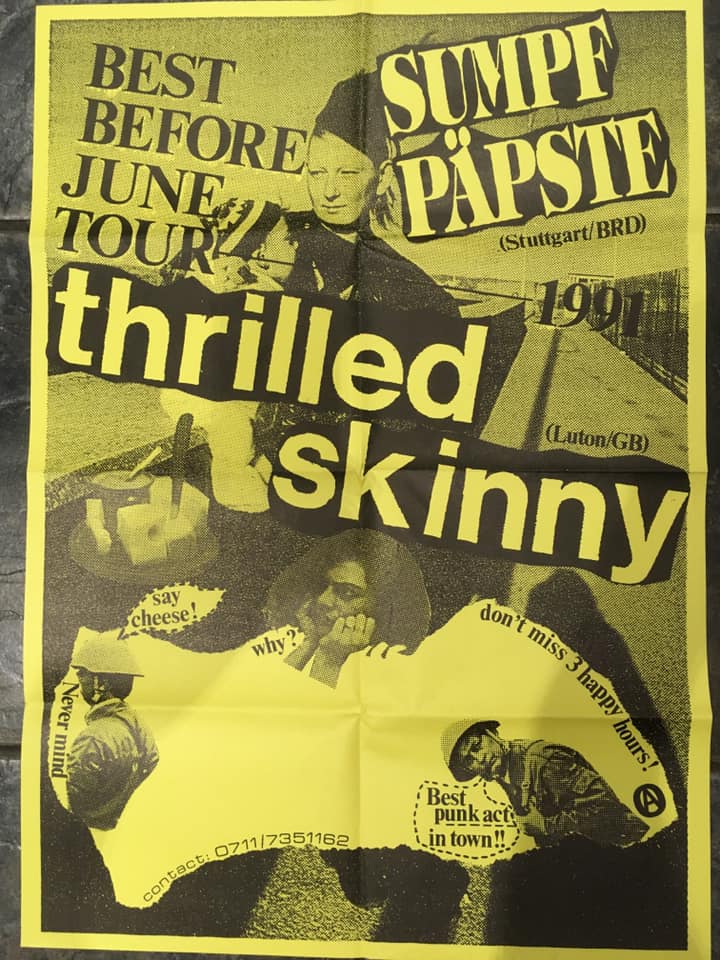 BEST
BEFORE
JUNE
TOUR
SUMPF
PÄPSTE
(Stuttgart/BRD)
1991
thrilled
skinny
(Luton/GB)
say
cheese!
why?
don't miss 3 happy hours!
Never mind
Best
punk act
in town!!
A
contact: 0711/7351162